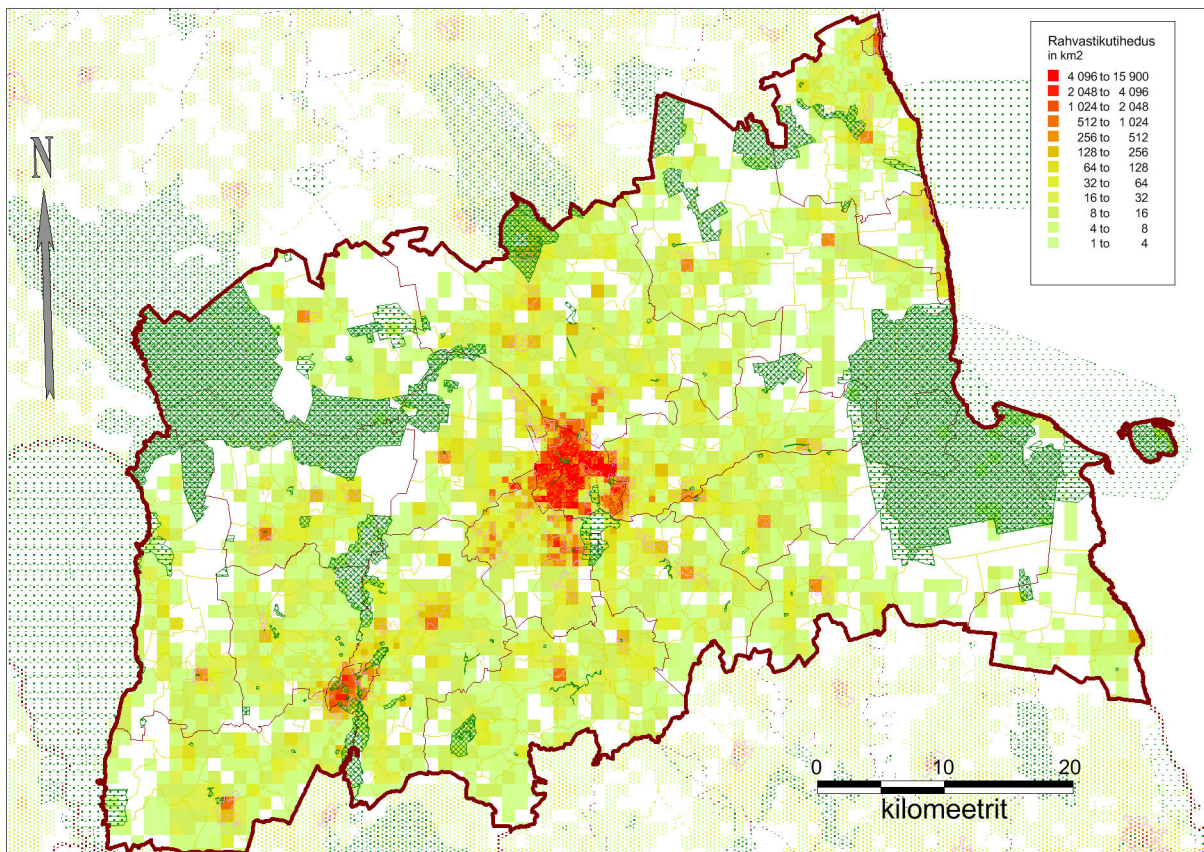 Rahvastikutihedus
in km2
4 096 to 15 900
2 048 to 4 096
1 024 to 2 048
512 to 1 024
256 to 512
128 to 256
64 to 128
32 to 64
16 to 32
8 to 16
4 to 8
1 to 4
N
0 10 20
kilomeetrit